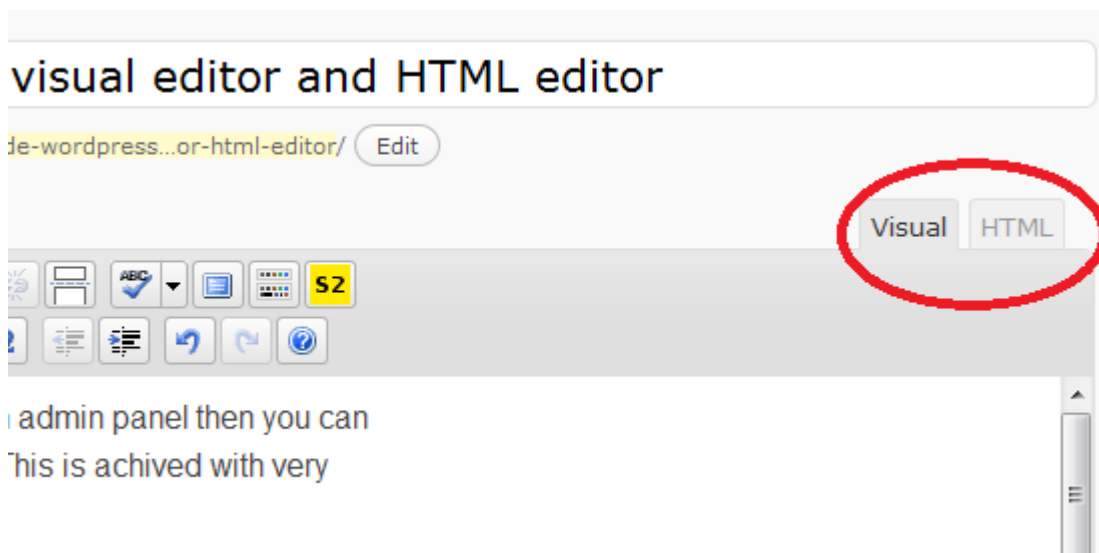 visual editor and HTML editor
de-wordpress...or-html-editor/ Edit
Visual HTML
ABC S2
admin panel then you can
This is achived with very